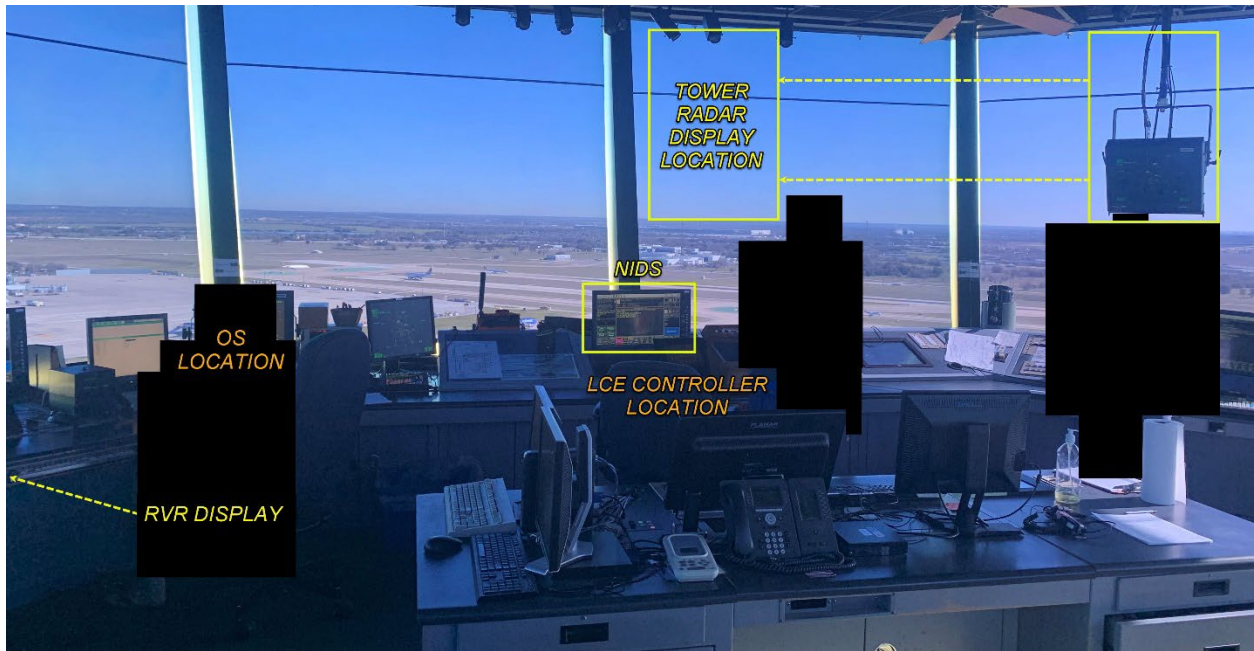 TOWER
RADAR
DISPLAY
LOCATION
NIDS
OS
LOCATION
LCE CONTROLLER
LOCATION
RVR DISPLAY
PLANAR